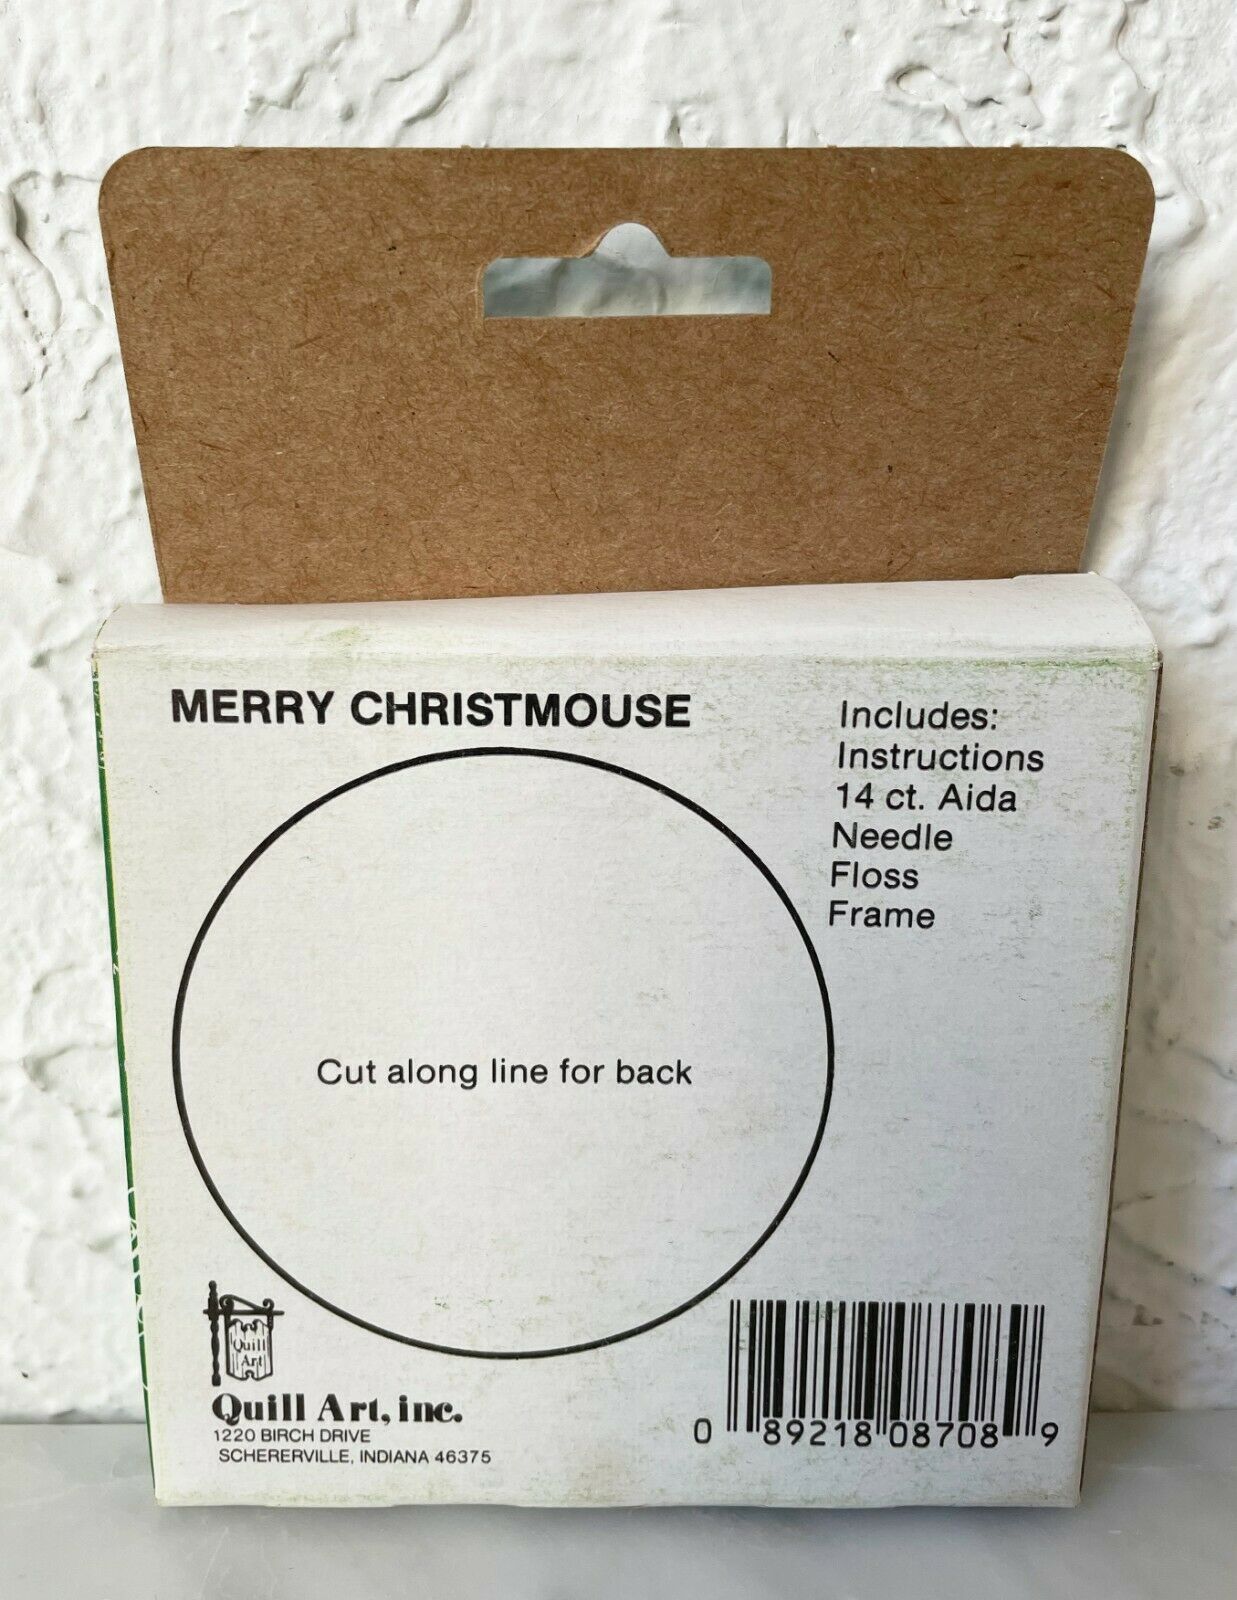 MERRY CHRISTMOUSE
Includes:
Instructions
14 ct. Aida
Needle
Floss
Frame
Cut along line for back
Quill
Art
Quill Art, inc.
1220 BIRCH DRIVE
SCHERERVILLE, INDIANA 46375
0 89218 08708 9